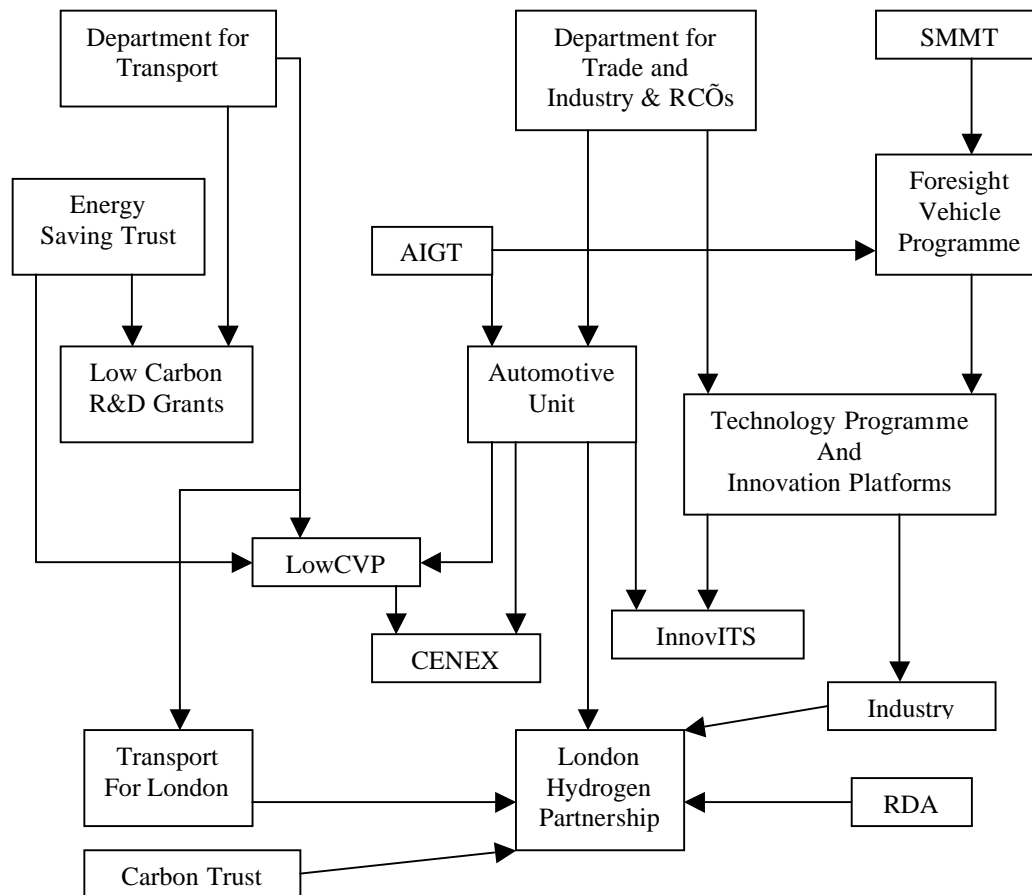 Department for
Transport
Department for
Trade and
Industry & RCÕs
SMMT
Energy
Saving Trust
AIGT
Foresight
Vehicle
Programme
Low Carbon
R&D Grants
Automotive
Unit
Technology Programme
And
Innovation Platforms
LowCVP
CENEX
InnovITS
Industry
Transport
For London
London
Hydrogen
Partnership
RDA
Carbon Trust